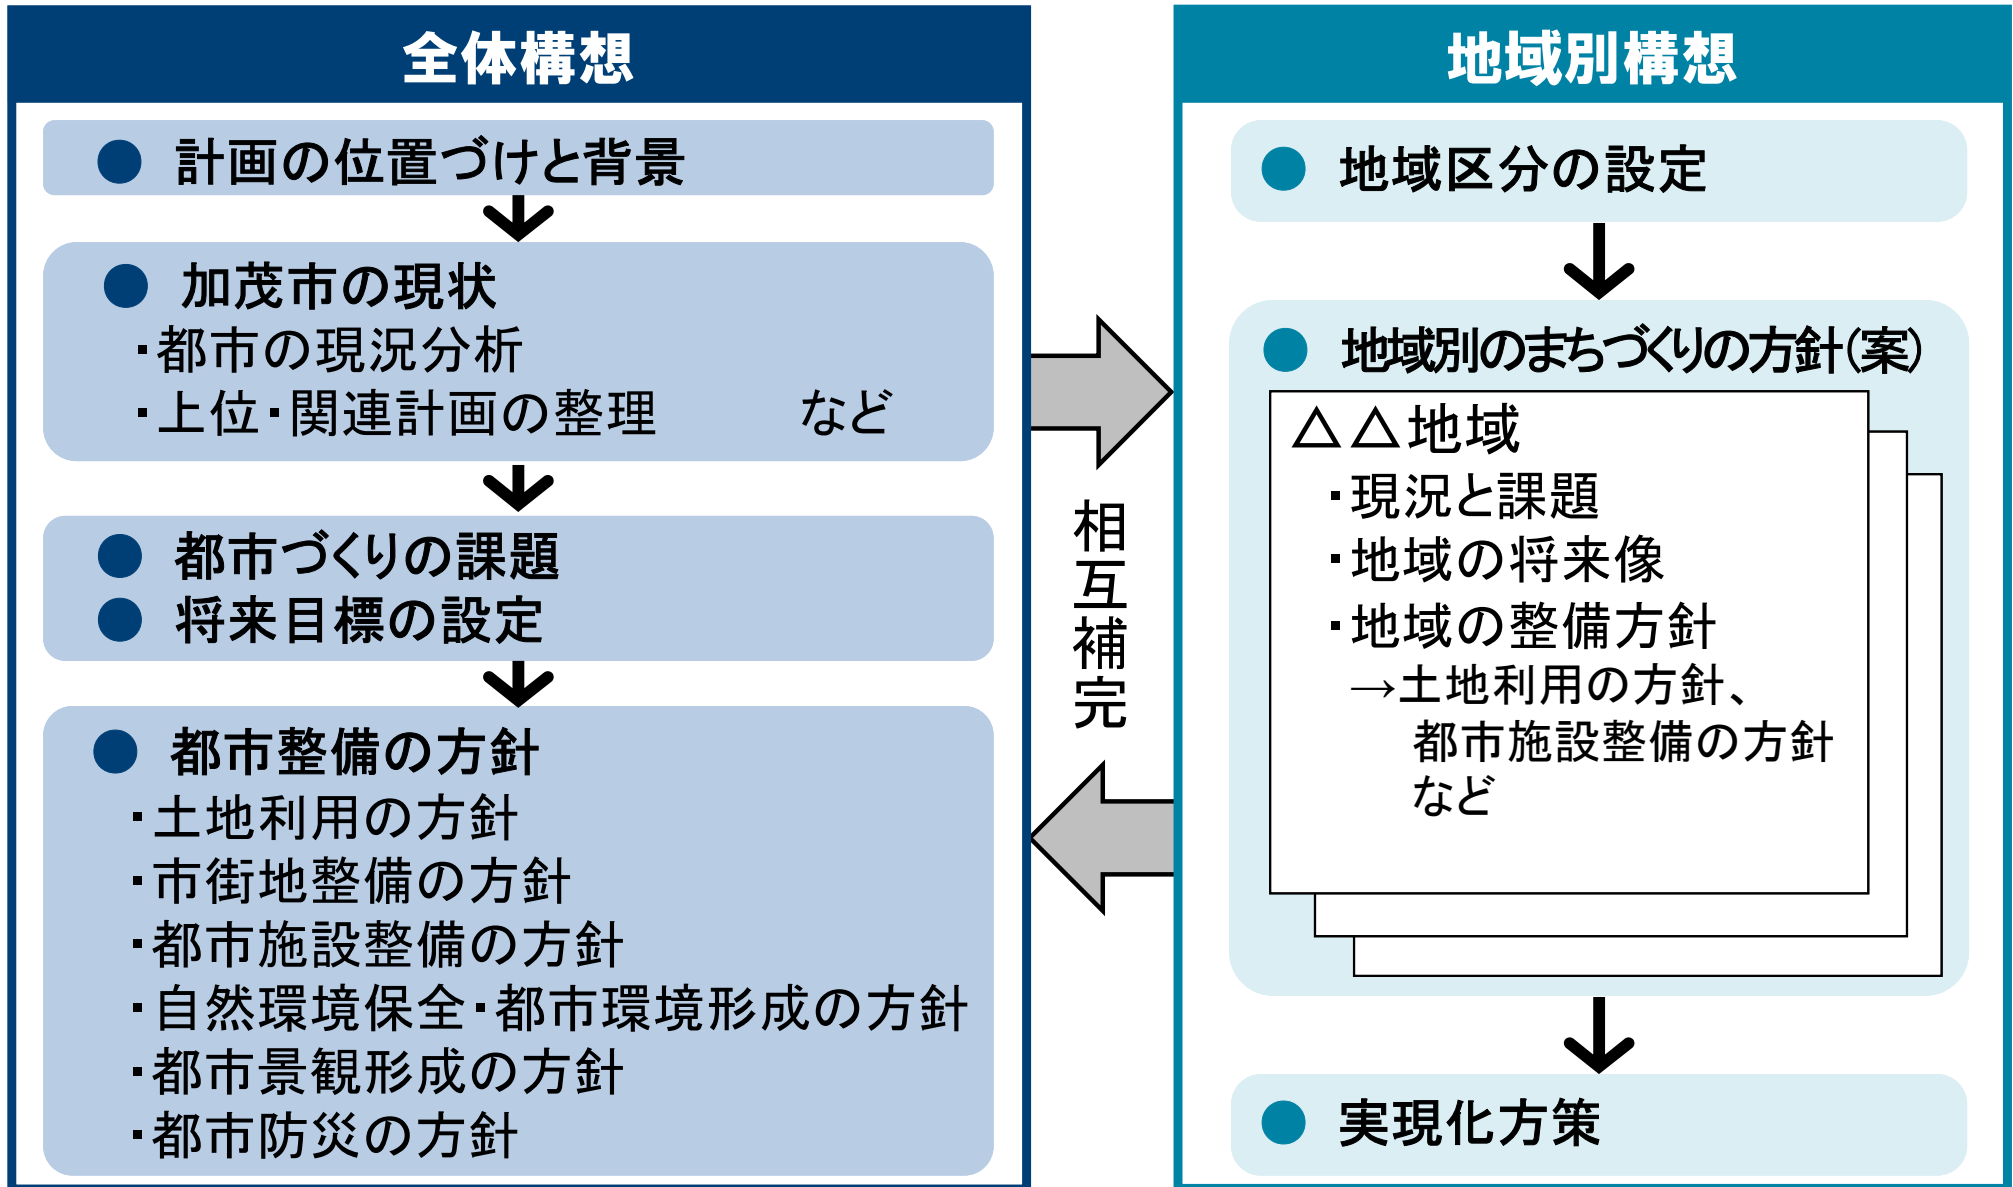 全体構想
● 計画の位置づけと背景
● 加茂市の現状
・都市の現況分析
・上位・関連計画の整理　　など
● 都市づくりの課題
● 将来目標の設定
● 都市整備の方針
・土地利用の方針
・市街地整備の方針
・都市施設整備の方針
・自然環境保全・都市環境形成の方針
・都市景観形成の方針
・都市防災の方針
相互補完
地域別構想
● 地域区分の設定
● 地域別のまちづくりの方針(案)
△△地域
・現況と課題
・地域の将来像
・地域の整備方針
→土地利用の方針、
都市施設整備の方針
など
● 実現化方策